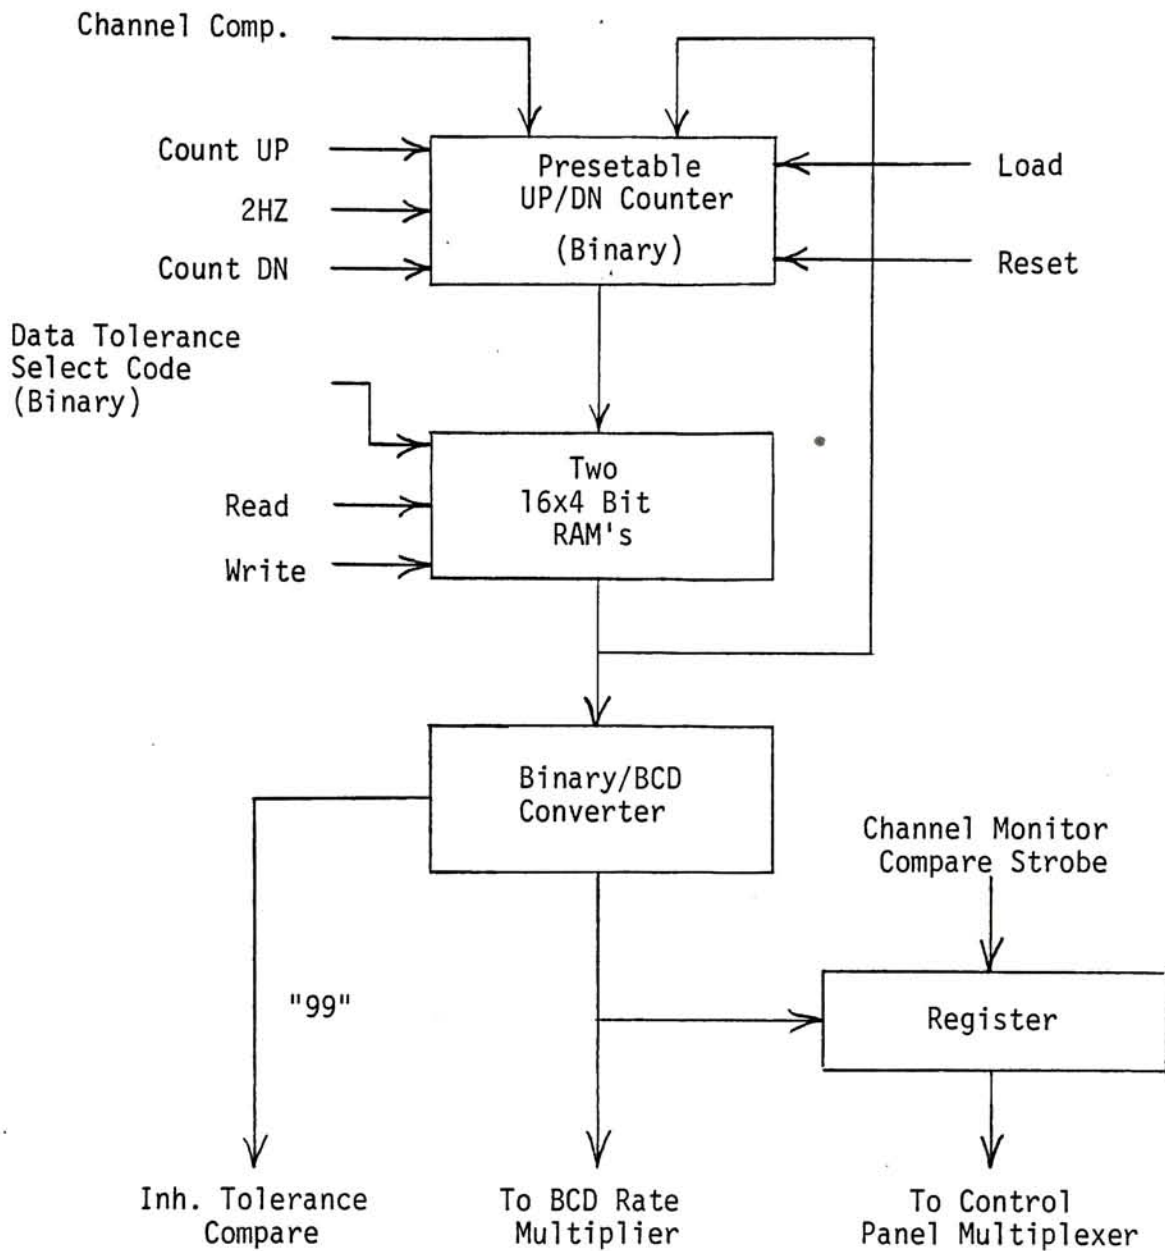 Channel Comp.
Count UP
2HZ
Count DN
Presetable
UP/DN Counter
(Binary)
Load
Reset
Data Tolerance
Select Code
(Binary)
Read
Write
Two
16x4 Bit
RAM's
Binary/BCD
Converter
Channel Monitor
Compare Strobe
"99"
Register
Inh. Tolerance
Compare
To BCD Rate
Multiplier
To Control
Panel Multiplexer